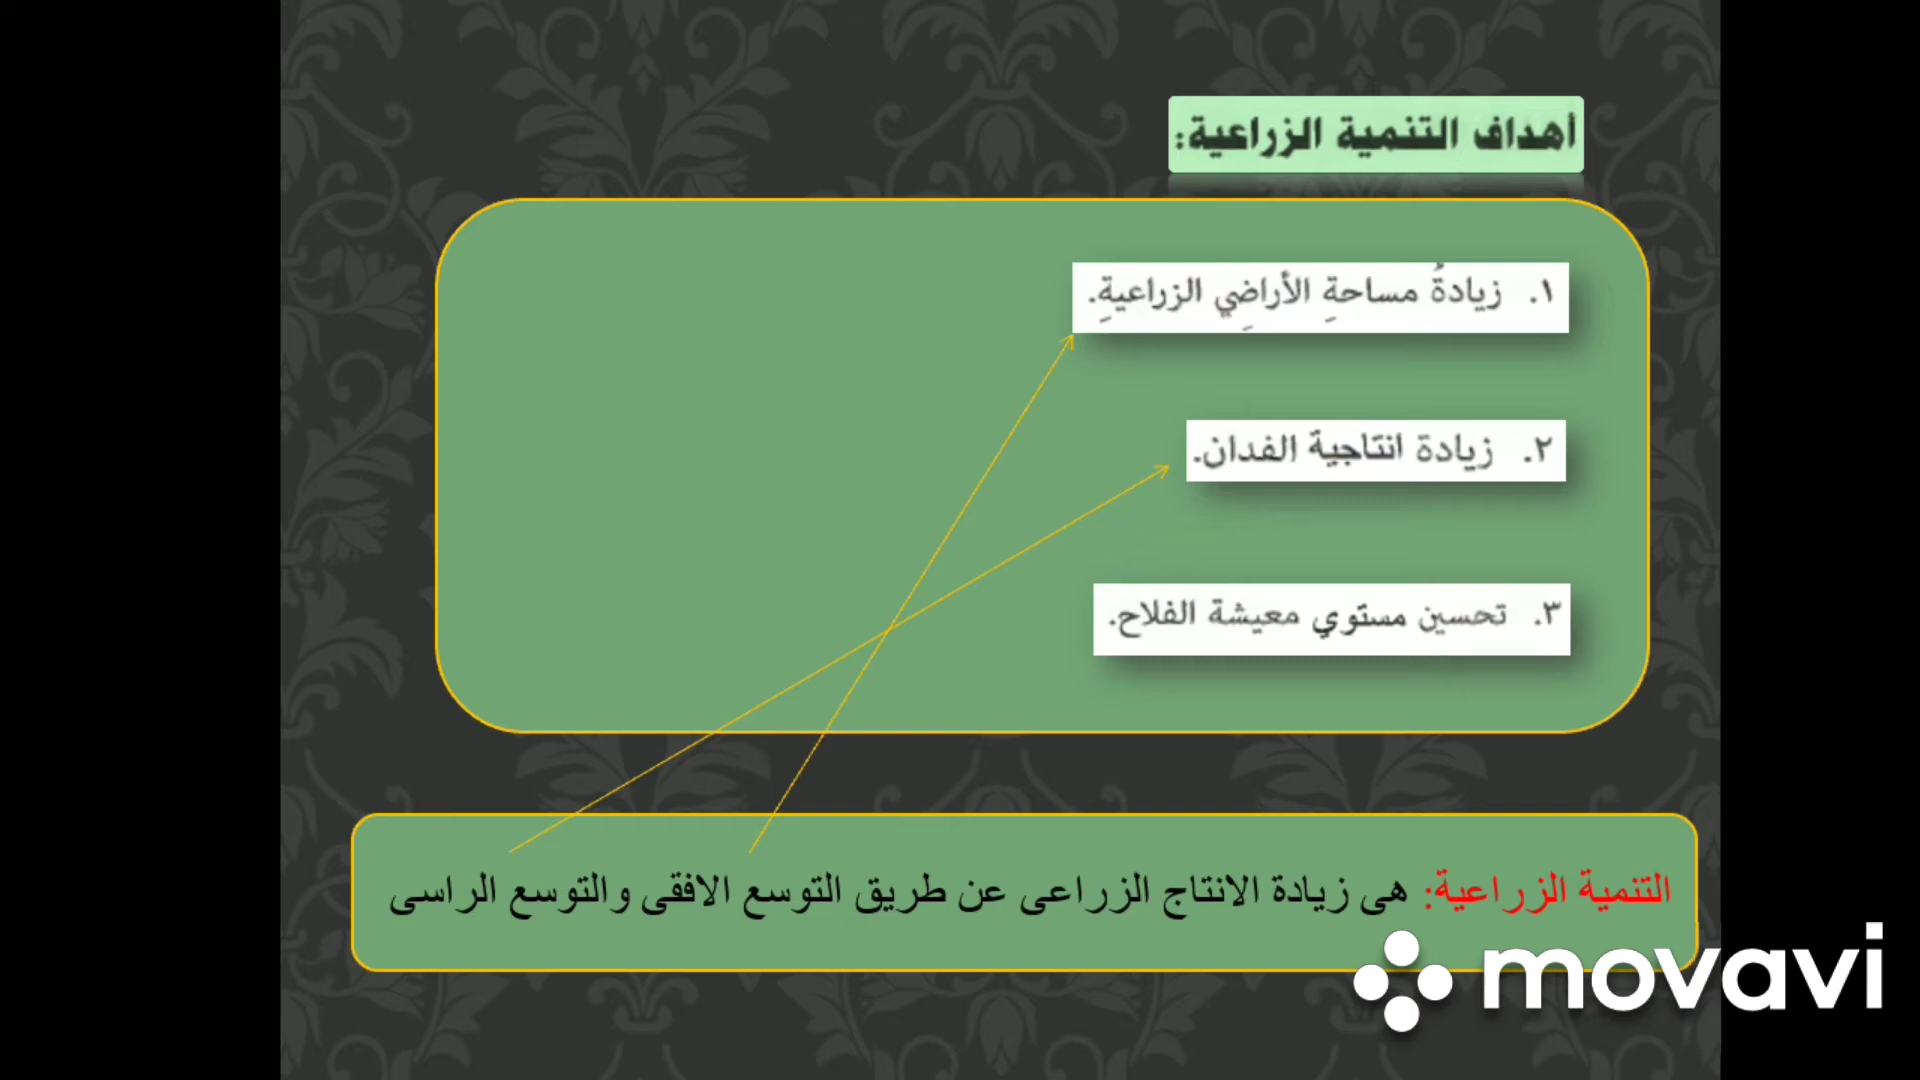 أهداف التنمية الزراعية:
١. زيادةُ مساحةِ الأراضِي الزراعيةِ.
٢. زيادة انتاجية الفدان.
٣. تحسين مستوي معيشة الفلاح.
التنمية الزراعية: هى زيادة الانتاج الزراعى عن طريق التوسع الافقى والتوسع الراسى
movavi